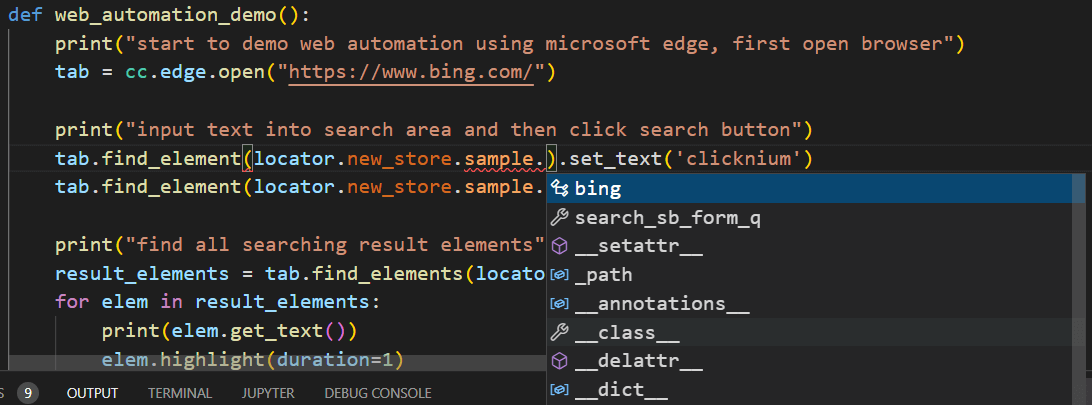 def web_automation_demo():
print("start to demo web automation using microsoft edge, first open browser")
tab = cc.edge.open("https://www.bing.com/")
print("input text into search area and then click search button")
tab.find_element(locator.new_store.sample.).set_text('clicknium')
tab.find_element(locator.new_store.sample.
bing
search_sb_form_q
__setattr__
_path
__annotations__
__class__
__delattr__
__dict__
print("find all searching result elements"
result_elements = tab.find_elements(locato
for elem in result_elements:
print(elem.get_text())
elem.highlight(duration=1)
S 9 OUTPUT TERMINAL JUPYTER DEBUG CONSOLE